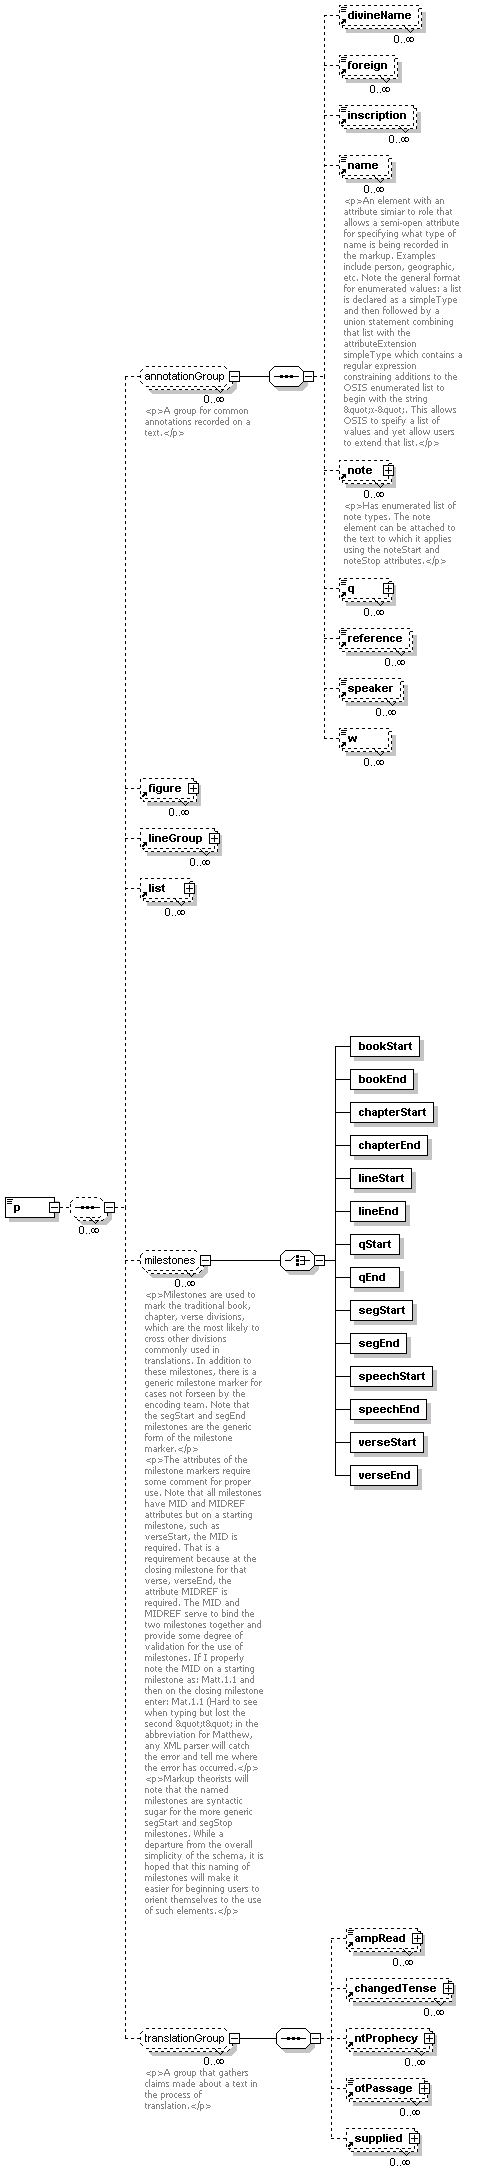 divineName
0..∞
foreign
0..∞
inscription
0..∞
name
0..∞
<p>An element with an
attribute simiar to role that
allows a semi-open attribute
for specifying what type of
name is being recorded in
the markup. Examples
include person, geographic,
etc. Note the general format
for enumerated values: a list
is declared as a simpleType
and then followed by a
union statement combining
that list with the
attributeExtension
simpleType which contains a
regular expression
constraining additions to the
OSIS enumerated list to
begin with the string
&quot;x-&quot;. This allows
OSIS to speify a list of
values and yet allow users
to extend that list.</p>
annotationGroup
0..∞
<p>A group for common
annotations recorded on a
text.</p>
note
0..∞
<p>Has enumerated list of
note types. The note
element can be attached to
the text to which it applies
using the noteStart and
noteStop attributes.</p>
q
0..∞
reference
0..∞
speaker
0..∞
w
0..∞
figure
0..∞
lineGroup
0..∞
list
0..∞
bookStart
bookEnd
chapterStart
chapterEnd
lineStart
lineEnd
p
0..∞
qStart
milestones
0..∞
qEnd
segStart
segEnd
speechStart
speechEnd
verseStart
verseEnd
<p>Milestones are used to
mark the traditional book,
chapter, verse divisions,
which are the most likely to
cross other divisions
commonly used in
translations. In addition to
these milestones, there is a
generic milestone marker for
cases not forseen by the
encoding team. Note that
the segStart and segEnd
milestones are the generic
form of the milestone
marker.</p>
<p>The attributes of the
milestone markers require
some comment for proper
use. Note that all milestones
have MID and MIDREF
attributes but on a starting
milestone, such as
verseStart, the MID is
required. That is a
requirement because at the
closing milestone for that
verse, verseEnd, the
attribute MIDREF is
required. The MID and
MIDREF serve to bind the
two milestones together and
provide some degree of
validation for the use of
milestones. If I properly
note the MID on a starting
milestone as: Matt.1.1 and
then on the closing milestone
enter: Mat.1.1 (Hard to see
when typing but lost the
second &quot;t&quot; in the
abbreviation for Matthew,
any XML parser will catch
the error and tell me where
the error has occurred.</p>
<p>Markup theorists will
note that the named
milestones are syntactic
sugar for the more generic
segStart and segStop
milestones. While a
departure from the overall
simplicity of the schema, it is
hoped that this naming of
milestones will make it
easier for beginning users to
orient themselves to the use
of such elements.</p>
ampRead
0..∞
changedTense
0..∞
translationGroup
0..∞
<p>A group that gathers
claims made about a text in
the process of
translation.</p>
ntProphecy
0..∞
otPassage
0..∞
supplied
0..∞